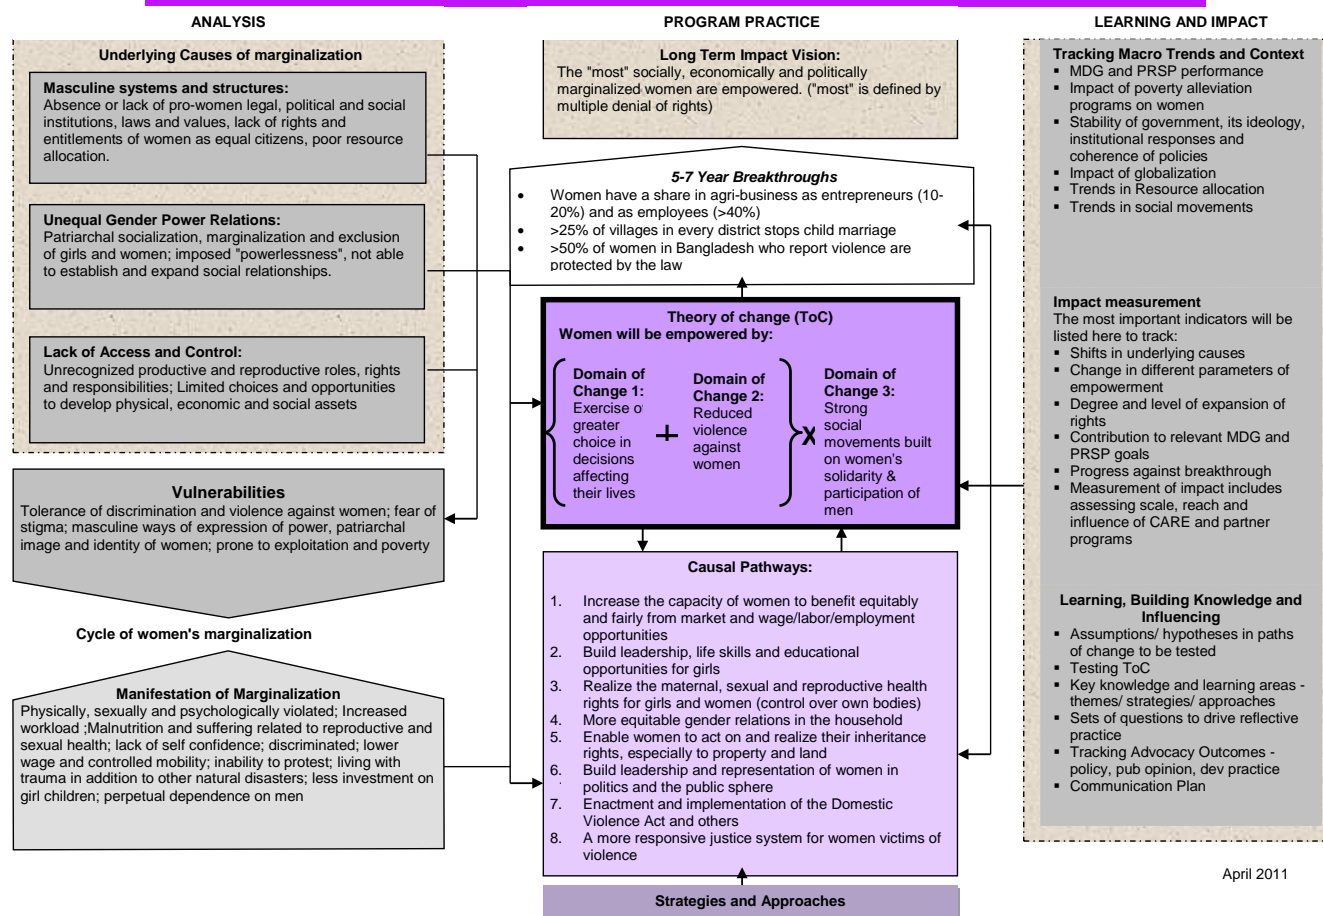 ANALYSIS
PROGRAM PRACTICE
LEARNING AND IMPACT
Underlying Causes of marginalization
Masculine systems and structures:
Absence or lack of pro-women legal, political and social
institutions, laws and values, lack of rights and
entitlements of women as equal citizens, poor resource
allocation.
Unequal Gender Power Relations:
Patriarchal socialization, marginalization and exclusion
of girls and women; imposed "powerlessness", not able
to establish and expand social relationships.
Lack of Access and Control:
Unrecognized productive and reproductive roles, rights
and responsibilities; Limited choices and opportunities
to develop physical, economic and social assets
Vulnerabilities
Tolerance of discrimination and violence against women; fear of
stigma; masculine ways of expression of power, patriarchal
image and identity of women; prone to exploitation and poverty
Cycle of women's marginalization
Manifestation of Marginalization
Physically, sexually and psychologically violated; Increased
workload ;Malnutrition and suffering related to reproductive and
sexual health; lack of self confidence; discriminated; lower
wage and controlled mobility; inability to protest; living with
trauma in addition to other natural disasters; less investment on
girl children; perpetual dependence on men
Long Term Impact Vision:
The "most" socially, economically and politically
marginalized women are empowered. ("most" is defined by
multiple denial of rights)
5-7 Year Breakthroughs
• Women have a share in agri-business as entrepreneurs (10-
20%) and as employees (>40%)
• >25% of villages in every district stops child marriage
• >50% of women in Bangladesh who report violence are
protected by the law
Theory of change (ToC)
Women will be empowered by:
Domain of
Change 1:
Exercise of
greater
choice in
decisions
affecting
their lives
+
Domain of
Change 2:
Reduced
violence
against
women
X
Domain of
Change 3:
Strong
social
movements built
on women's
solidarity &
participation of
men
Causal Pathways:
1. Increase the capacity of women to benefit equitably
and fairly from market and wage/labor/employment
opportunities
2. Build leadership, life skills and educational
opportunities for girls
3. Realize the maternal, sexual and reproductive health
rights for girls and women (control over own bodies)
4. More equitable gender relations in the household
5. Enable women to act on and realize their inheritance
rights, especially to property and land
6. Build leadership and representation of women in
politics and the public sphere
7. Enactment and implementation of the Domestic
Violence Act and others
8. A more responsive justice system for women victims of
violence
Strategies and Approaches
Tracking Macro Trends and Context
▪ MDG and PRSP performance
▪ Impact of poverty alleviation
programs on women
▪ Stability of government, its ideology,
institutional responses and
coherence of policies
▪ Impact of globalization
▪ Trends in Resource allocation
▪ Trends in social movements
Impact measurement
The most important indicators will be
listed here to track:
▪ Shifts in underlying causes
▪ Change in different parameters of
empowerment
▪ Degree and level of expansion of
rights
▪ Contribution to relevant MDG and
PRSP goals
▪ Progress against breakthrough
▪ Measurement of impact includes
assessing scale, reach and
influence of CARE and partner
programs
Learning, Building Knowledge and
Influencing
▪ Assumptions/ hypotheses in paths
of change to be tested
▪ Testing ToC
▪ Key knowledge and learning areas -
themes/ strategies/ approaches
▪ Sets of questions to drive reflective
practice
▪ Tracking Advocacy Outcomes -
policy, pub opinion, dev practice
▪ Communication Plan
April 2011